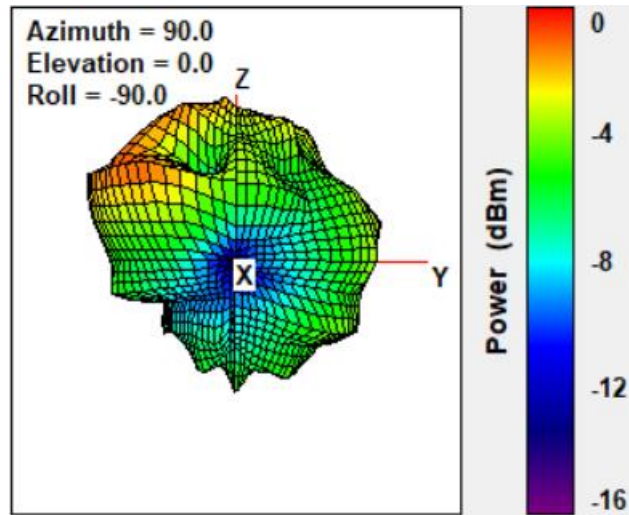 Azimuth = 90.0
Elevation = 0.0
Roll = -90.0
Z
X
Y
Power (dBm)
0
-4
-8
-12
-16